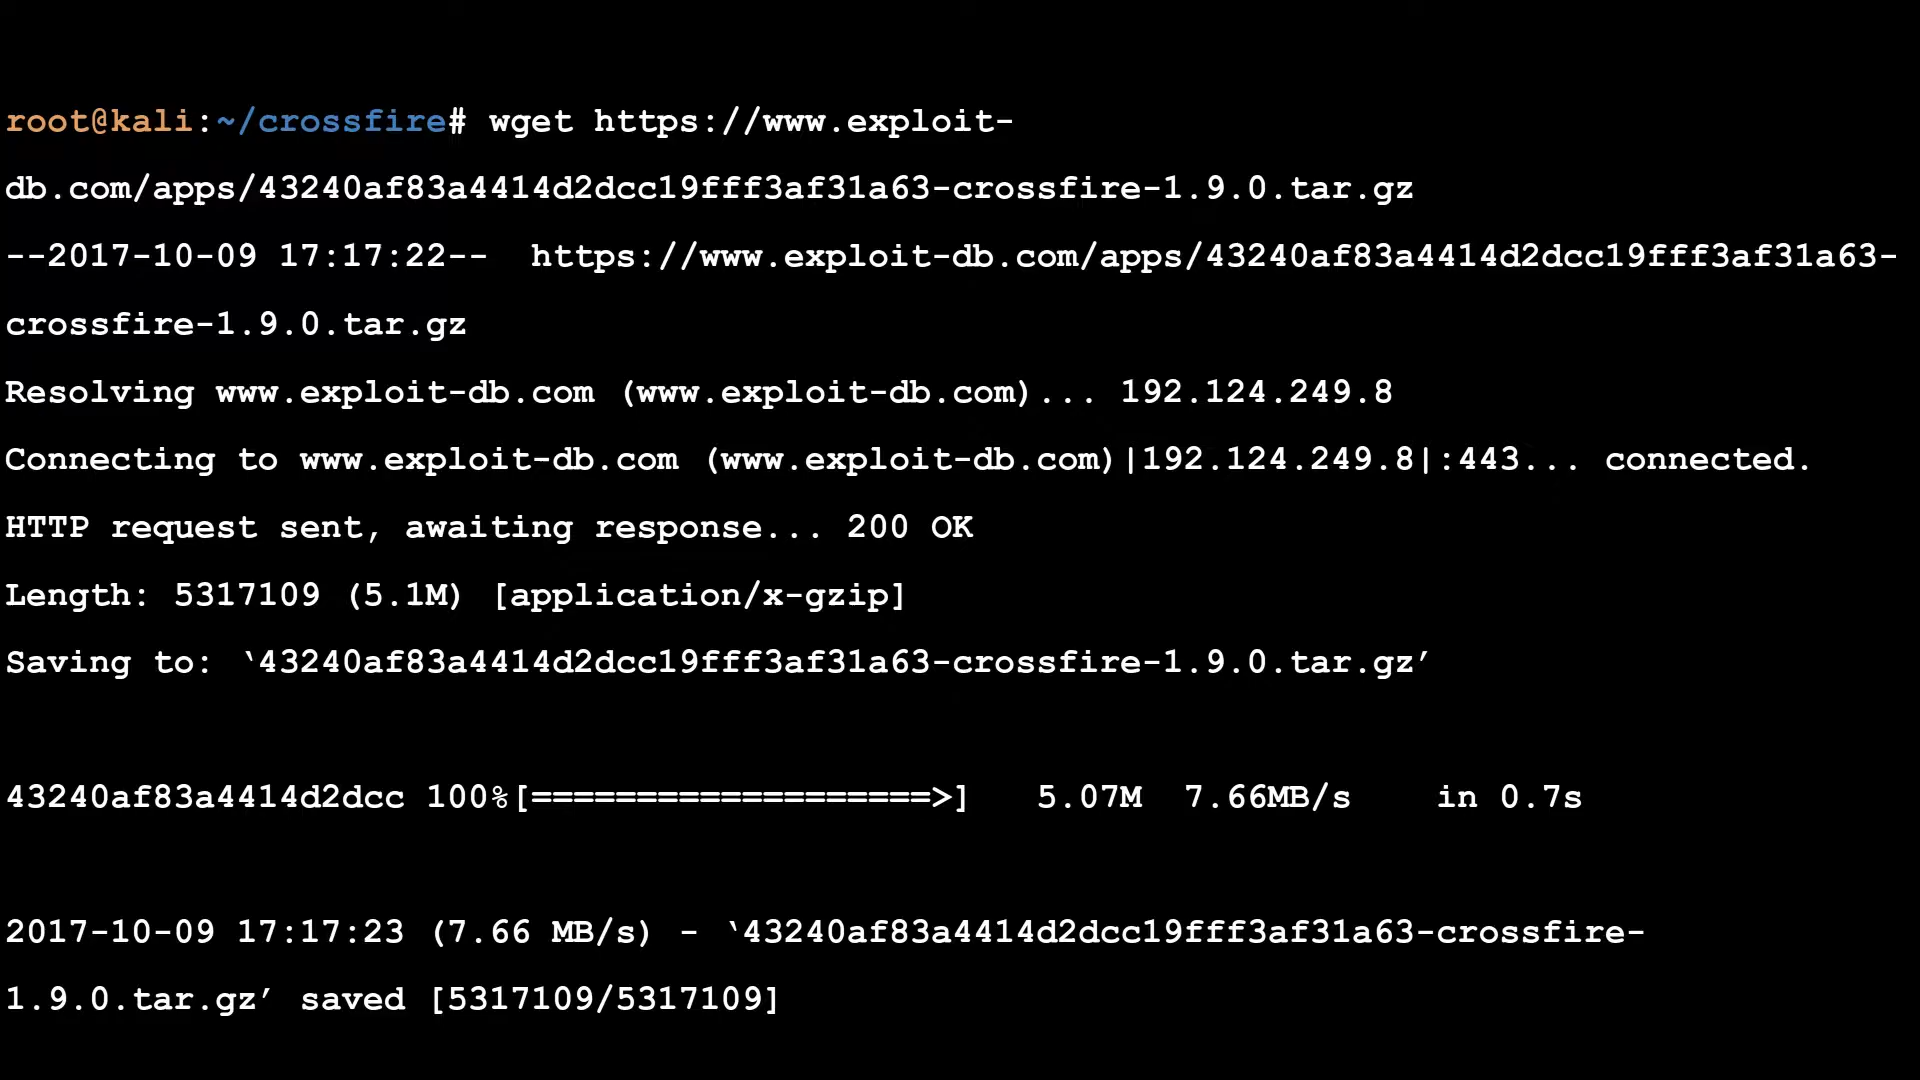 root@kali:~/crossfire# wget https://www.exploit-
db.com/apps/43240af83a4414d2dcc19fff3af31a63-crossfire-1.9.0.tar.gz
--2017-10-09 17:17:22--  https://www.exploit-db.com/apps/43240af83a4414d2dcc19fff3af31a63-
crossfire-1.9.0.tar.gz
Resolving www.exploit-db.com (www.exploit-db.com)... 192.124.249.8
Connecting to www.exploit-db.com (www.exploit-db.com)|192.124.249.8|:443... connected.
HTTP request sent, awaiting response... 200 OK
Length: 5317109 (5.1M) [application/x-gzip]
Saving to: ‛43240af83a4414d2dcc19fff3af31a63-crossfire-1.9.0.tar.gz’
43240af83a4414d2dcc 100%[===================>]   5.07M  7.66MB/s    in 0.7s
2017-10-09 17:17:23 (7.66 MB/s) - ‛43240af83a4414d2dcc19fff3af31a63-crossfire-
1.9.0.tar.gz’ saved [5317109/5317109]